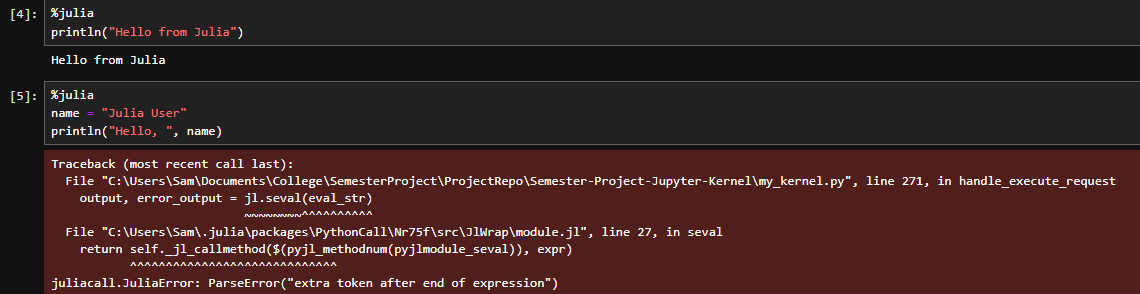 [4]: %julia
println("Hello from Julia")
Hello from Julia
[5]: %julia
name = "Julia User"
println("Hello, ", name)
Traceback (most recent call last):
  File "C:\Users\Sam\Documents\College\SemesterProject\ProjectRepo\Semester-Project-Jupyter-Kernel\my_kernel.py", line 271, in handle_execute_request
    output, error_output = jl.seval(eval_str)
                           ~~~~~~~~^^^^^^^^^^
  File "C:\Users\Sam\.julia\packages\PythonCall\Nr75f\src\JlWrap\module.jl", line 27, in seval
    return self._jl_callmethod($(pyjl_methodnum(pyjlmodule_seval)), expr)
           ^^^^^^^^^^^^^^^^^^^^^^^^^^^^^
juliacall.JuliaError: ParseError("extra token after end of expression")